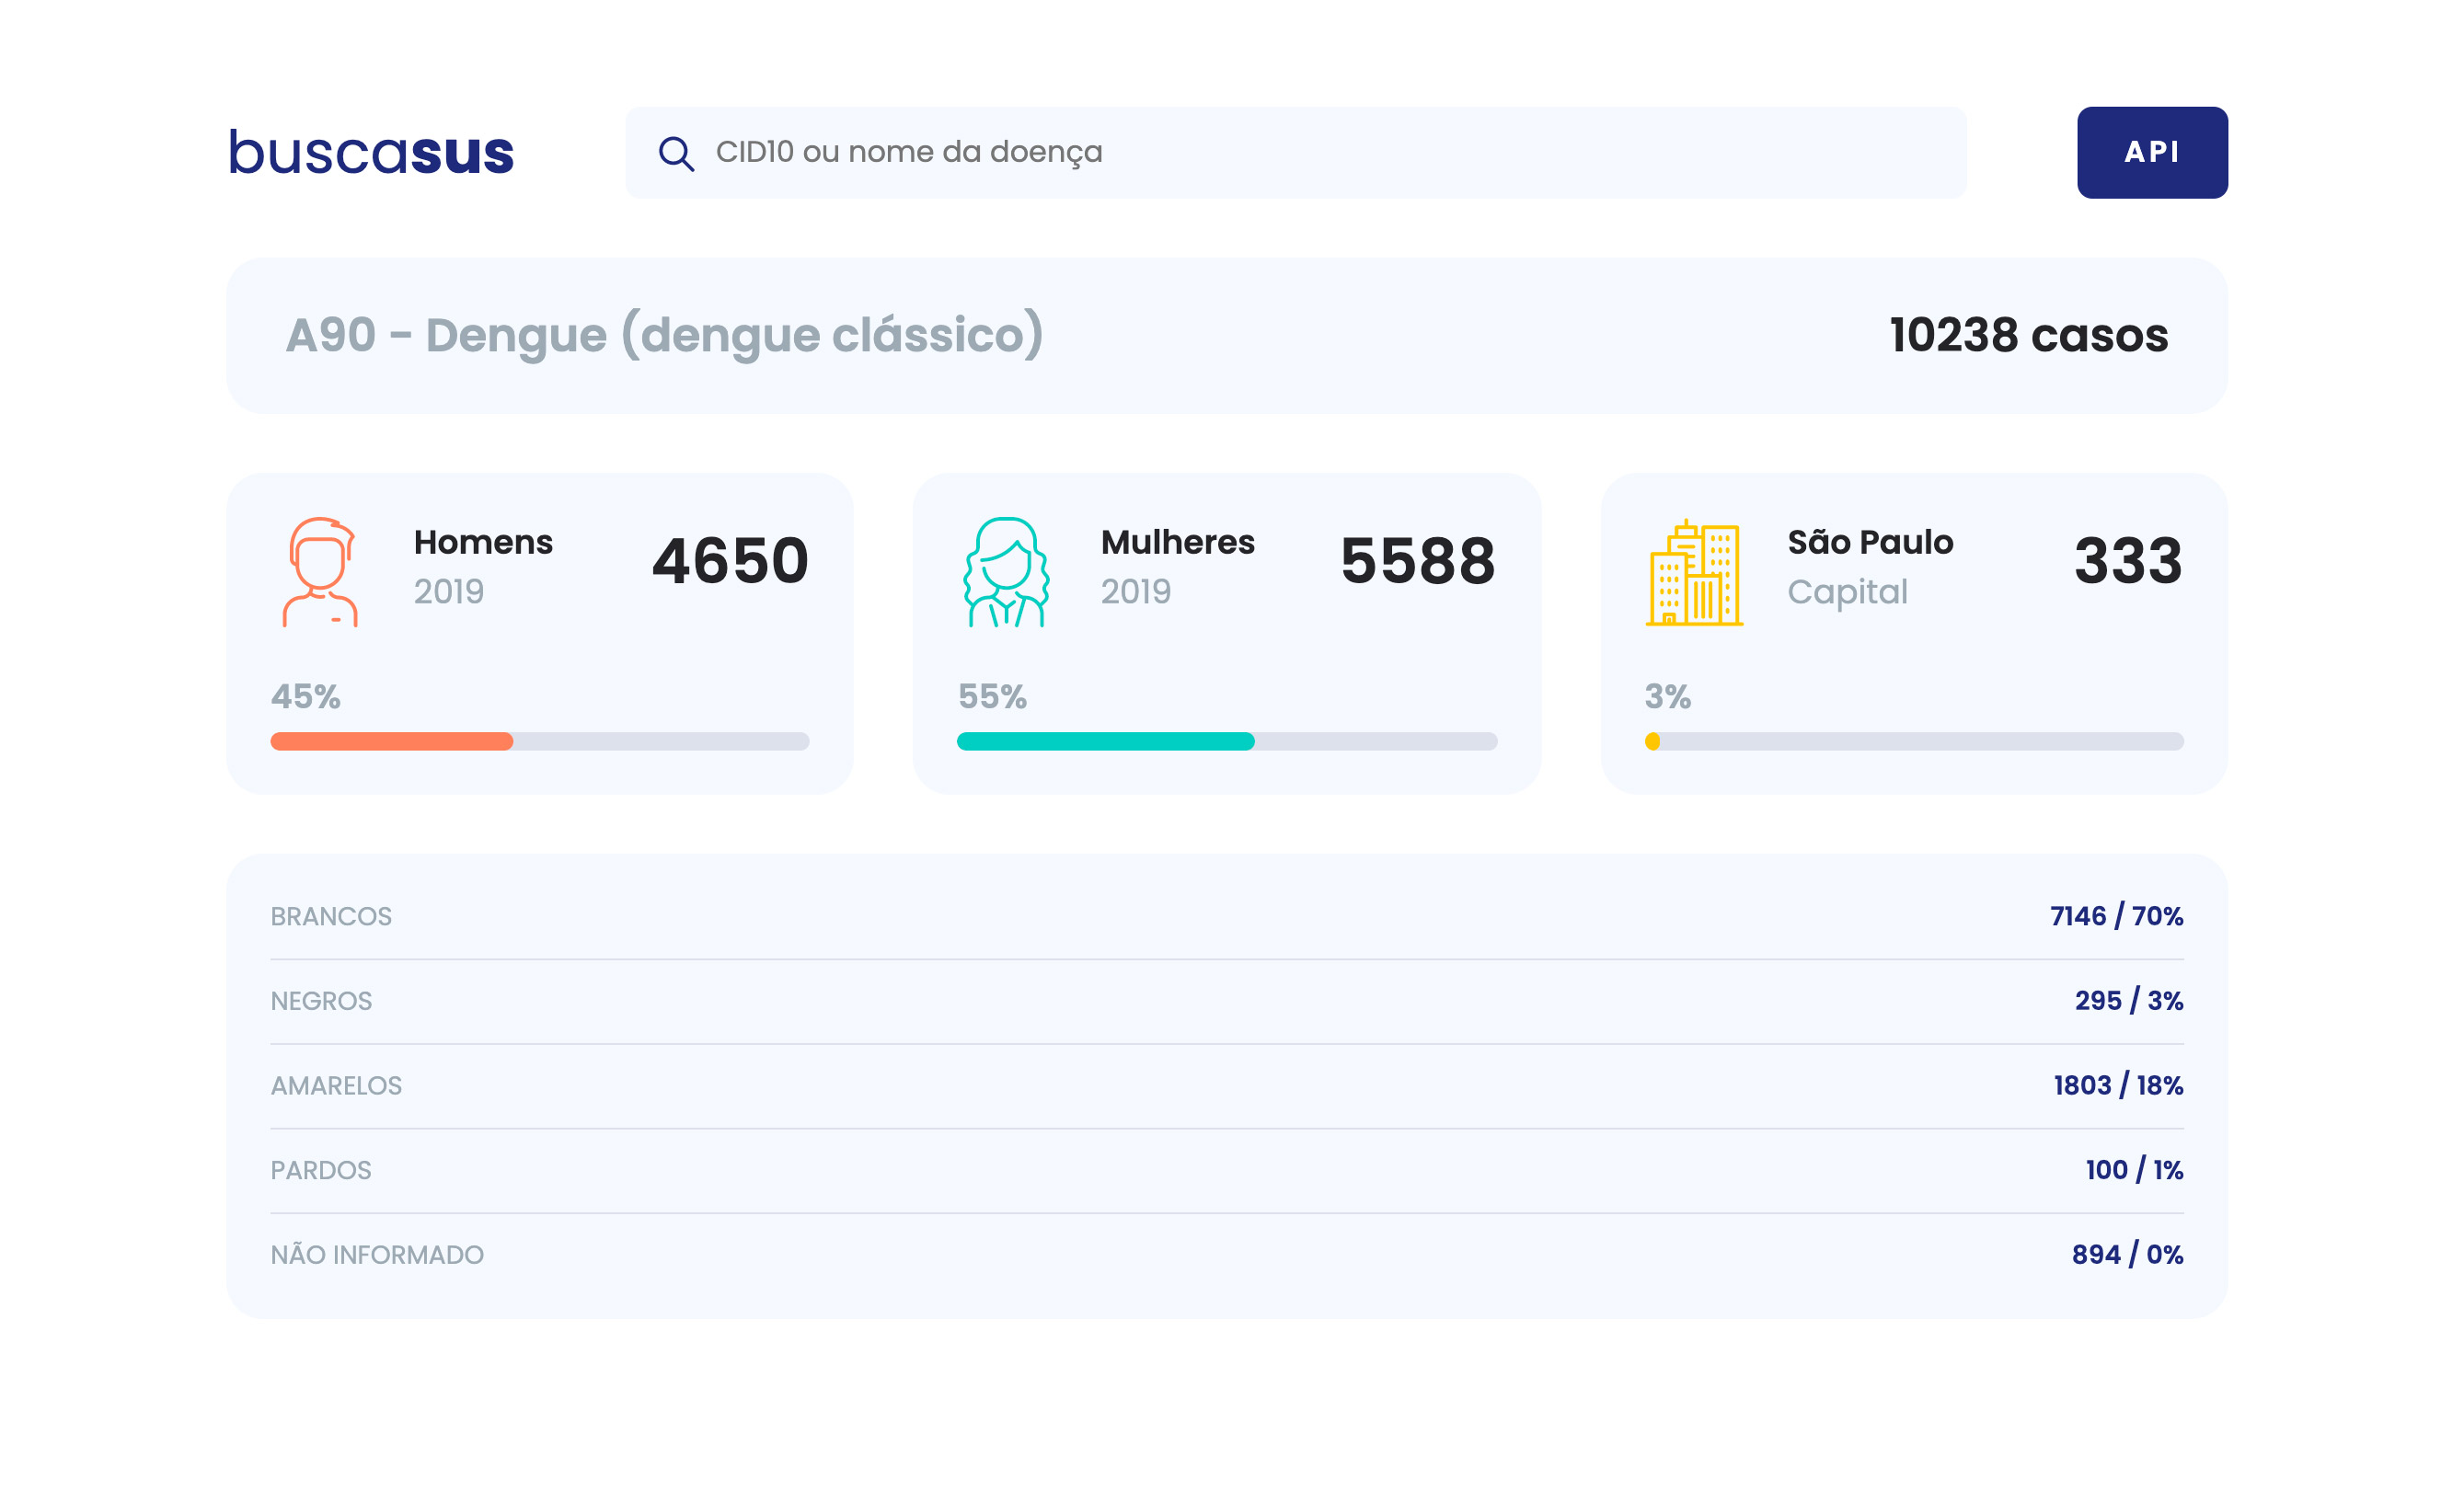 buscasus
CID10 ou nome da doença
API
A90 - Dengue (dengue clássico)
10238 casos
Homens
2019
4650
45%
Mulheres
2019
5588
55%
São Paulo
Capital
333
3%
BRANCOS 7146 / 70%
NEGROS 295 / 3%
AMARELOS 1803 / 18%
PARDOS 100 / 1%
NÃO INFORMADO 894 / 0%